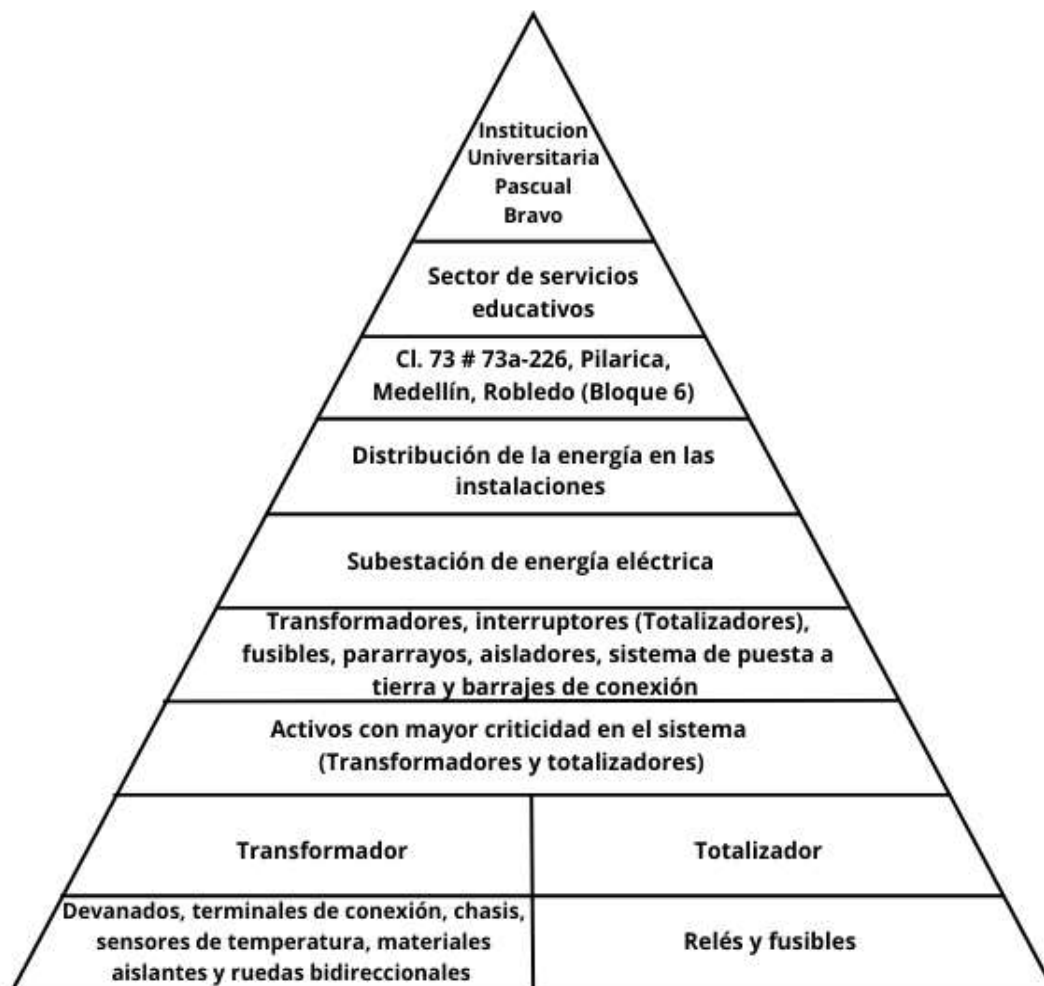 Institucion
Universitaria
Pascual
Bravo
Sector de servicios
educativos
Cl. 73 # 73a-226, Pilarica,
Medellín, Robledo (Bloque 6)
Distribución de la energía en las
instalaciones
Subestación de energía eléctrica
Transformadores, interruptores (Totalizadores),
fusibles, pararrayos, aisladores, sistema de puesta a
tierra y barrajes de conexión
Activos con mayor criticidad en el sistema
(Transformadores y totalizadores)
Transformador
Totalizador
Devanados, terminales de conexión, chasis,
sensores de temperatura, materiales
aislantes y ruedas bidireccionales
Relés y fusibles